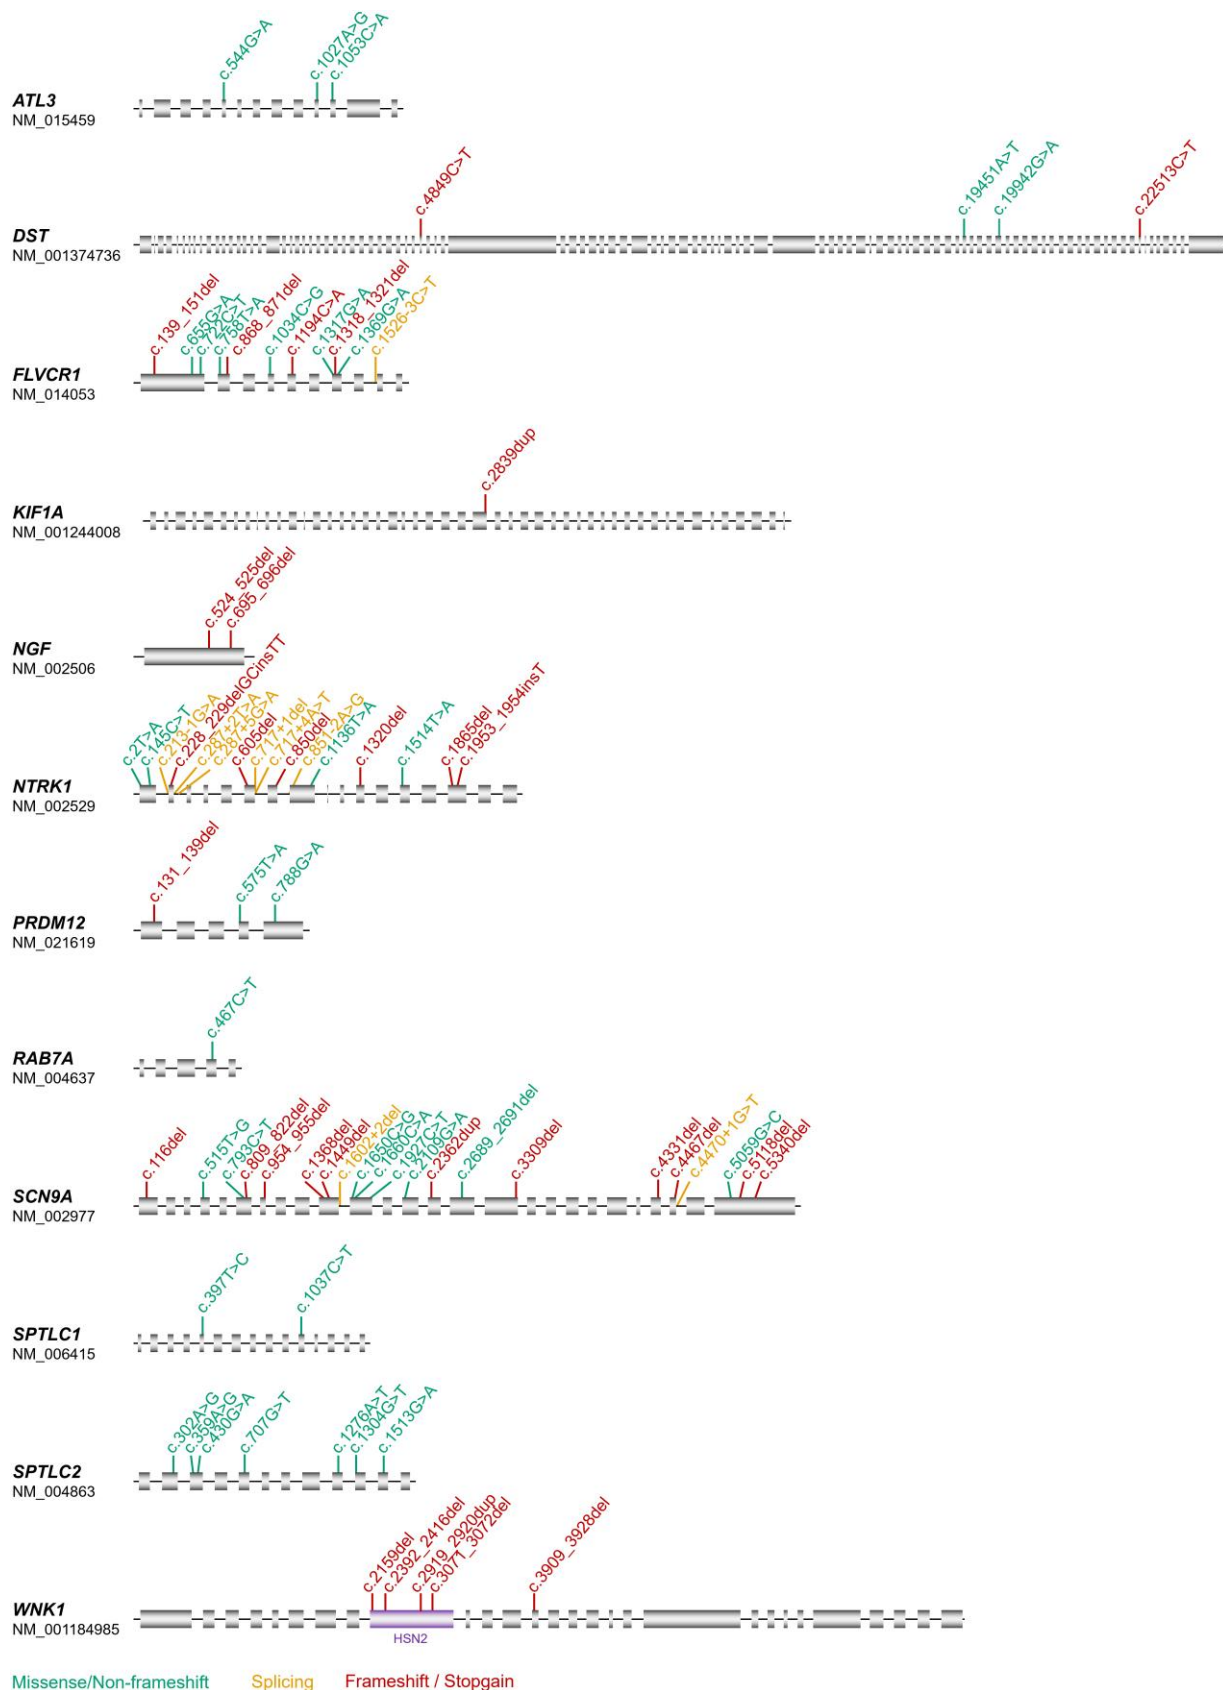 c.544G>A
c.1027A>G
c.1053C>A
ATL3
NM_015459
c.4849C>T
c.19451A>T
c.19942G>A
c.22513C>T
DST
NM_001374736
c.139_151del
c.655G>A
c.722C>T
c.758T>A
c.868_871del
c.1034C>G
c.1194C>A
c.1317G>A
c.1318_1321del
c.1369G>A
c.1526-3C>T
FLVCR1
NM_014053
c.2839dup
KIF1A
NM_001244008
c.524_525del
c.695_696del
NGF
NM_002506
c.2T>A
c.145C>T
c.213-1G>A
c.228_229delGCinsTT
c.287+2T>A
c.287+5G>A
c.605del
c.717+1del
c.717+4A>T
c.850del
c.851-2A>G
c.1136T>A
c.1320del
c.1514T>A
c.1865del
c.1953_1954insT
NTRK1
NM_002529
c.131_139del
c.575T>A
c.788G>A
PRDM12
NM_021619
c.467C>T
RAB7A
NM_004637
c.116del
c.515T>G
c.793C>T
c.809_822del
c.954_955del
c.1368del
c.1449del
c.1602+2del
c.1650C>G
c.1660C>A
c.1927C>T
c.2109G>A
c.2362dup
c.2689_2691del
c.3309del
c.4331del
c.4467del
c.4470+1G>T
c.5059G>C
c.5118del
c.5340del
SCN9A
NM_002977
c.397T>C
c.1037C>T
SPTLC1
NM_006415
c.302A>G
c.359A>G
c.430G>A
c.707G>T
c.1276A>T
c.1304G>T
c.1513G>A
SPTLC2
NM_004863
c.2159del
c.2392_2416del
c.2919_2920dup
c.3071_3072del
c.3909_3928del
WNK1
NM_001184985
HSN2
Missense/Non-frameshift
Splicing
Frameshift / Stopgain